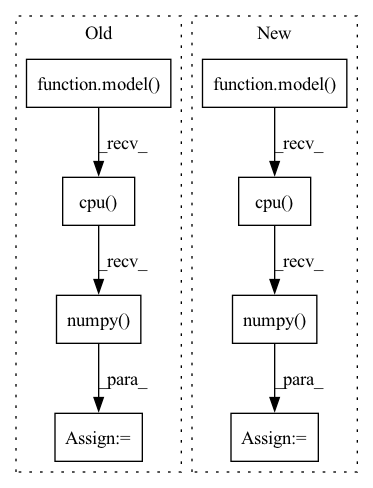 Old
New
function.model()
function.model()
_recv_
_recv_
cpu()
cpu()
_recv_
_recv_
numpy()
numpy()
_para_
_para_
Assign:=
Assign:=